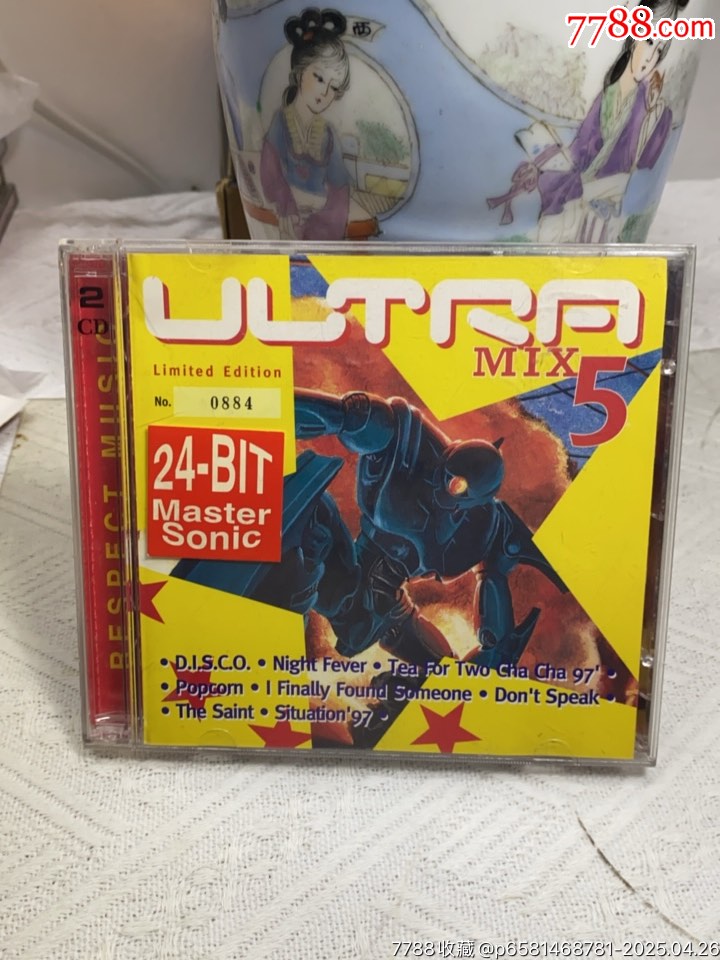 7788.com
西
2
CD
RESPECT MUSIC
ULTRA
MIX 5
Limited Edition
No. 0884
24-BIT
Master
Sonic
• D.I.S.C.O. • Night Fever • Tea For Two Cha Cha 97' •
• Popcorn • I Finally Found Someone • Don't Speak •
• The Saint • Situation'97 •
7788收藏@p6581468781-2025.04.26